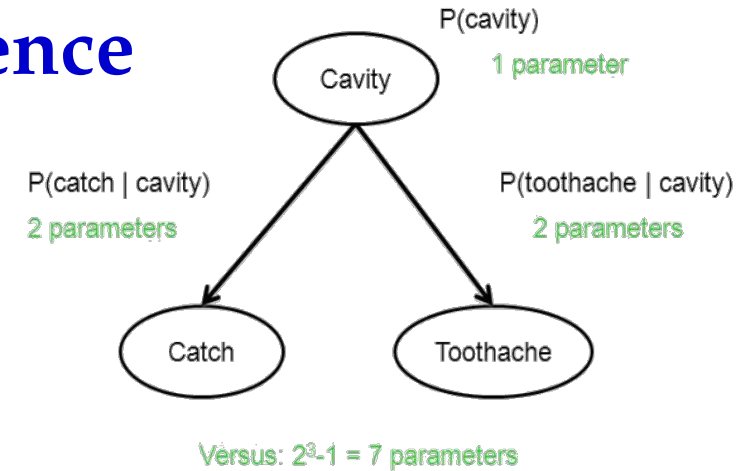 ence
P(cavity)
1 parameter
Cavity
P(catch | cavity)
2 parameters
P(toothache | cavity)
2 parameters
Catch
Toothache
Versus: 2³-1 = 7 parameters